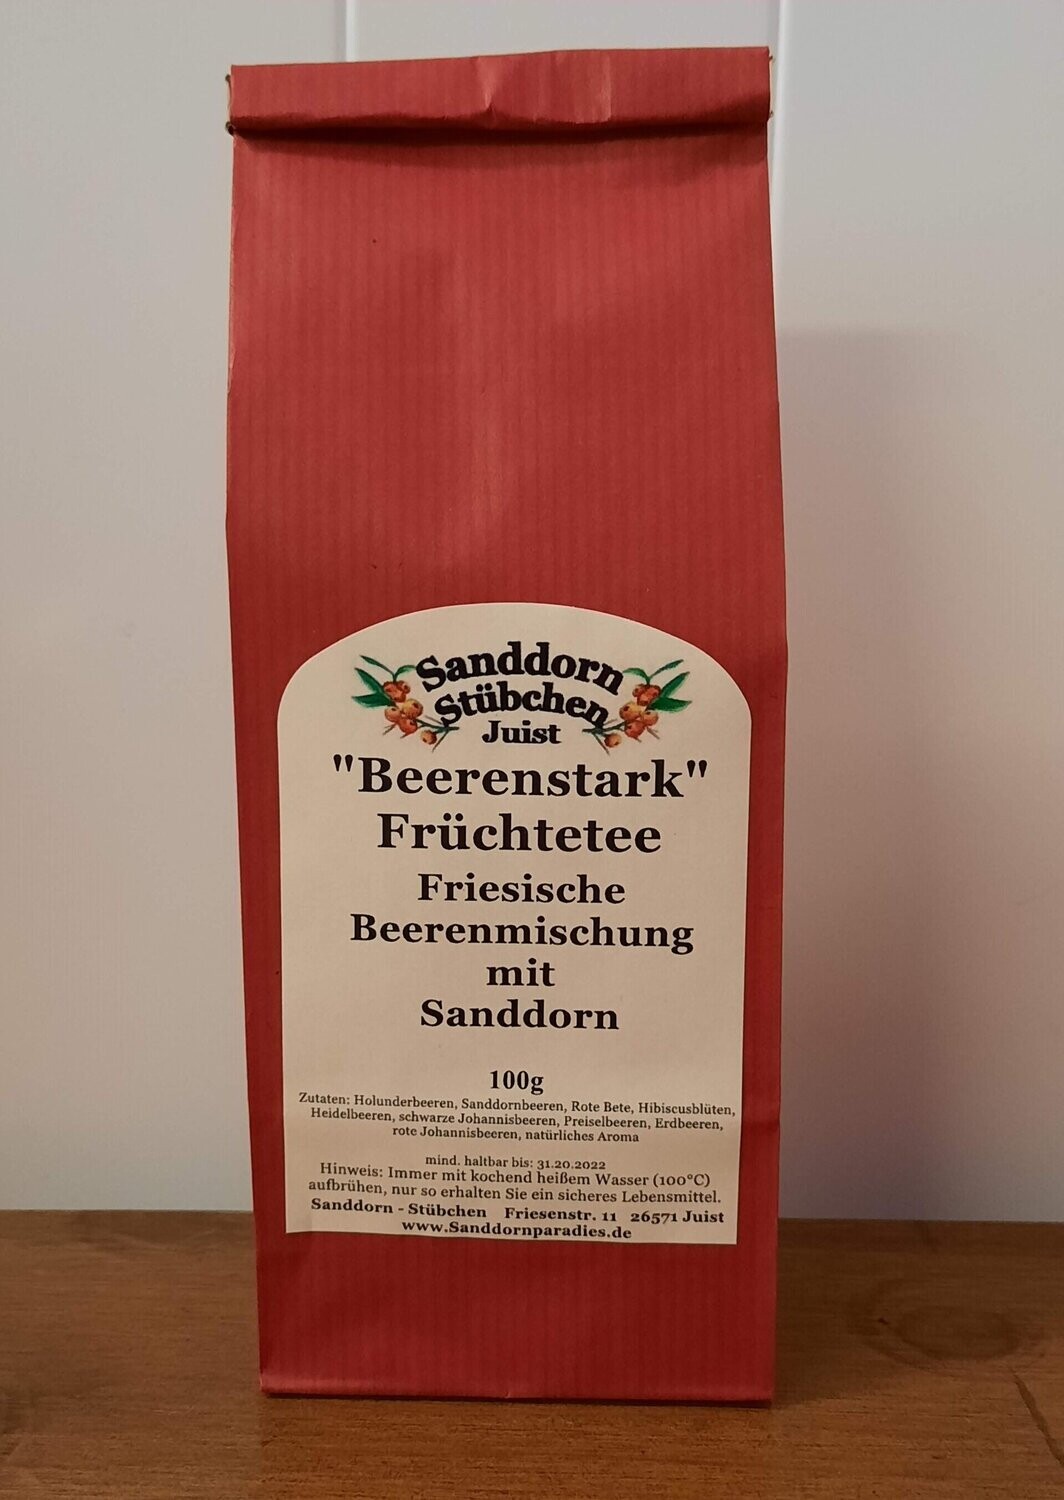 Sanddorn
Stübchen
Juist
"Beerenstark"
Früchtetee
Friesische
Beerenmischung
mit
Sanddorn
100g
Zutaten: Holunderbeeren, Sanddornbeeren, Rote Bete, Hibiscusblüten,
Heidelbeeren, schwarze Johannisbeeren, Preiselbeeren, Erdbeeren,
rote Johannisbeeren, natürliches Aroma
mind. haltbar bis: 31.20.2022
Hinweis: Immer mit kochend heißem Wasser (100°C)
aufbrühen, nur so erhalten Sie ein sicheres Lebensmittel.
Sanddorn - Stübchen Friesenstr. 11 26571 Juist
www.Sanddornparadies.de